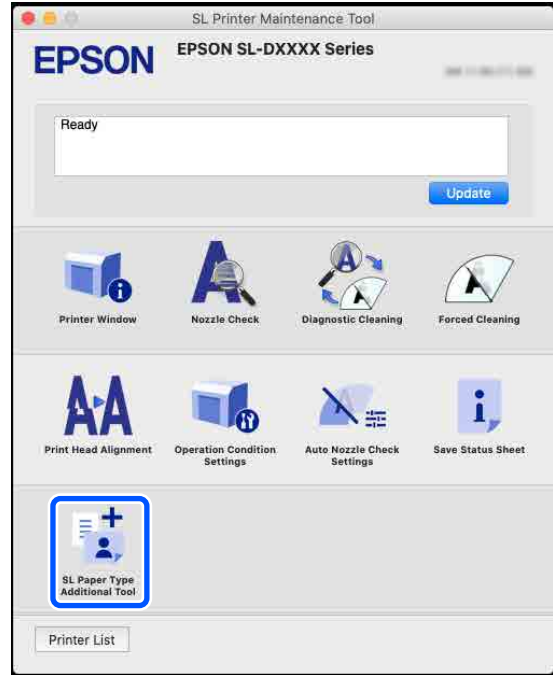 SL Printer Maintenance Tool
EPSON
EPSON SL-DXXXX Series
Ready
Update
Printer Window
Nozzle Check
Diagnostic Cleaning
Forced Cleaning
Print Head Alignment
Operation Condition
Settings
Auto Nozzle Check
Settings
Save Status Sheet
SL Paper Type
Additional Tool
Printer List